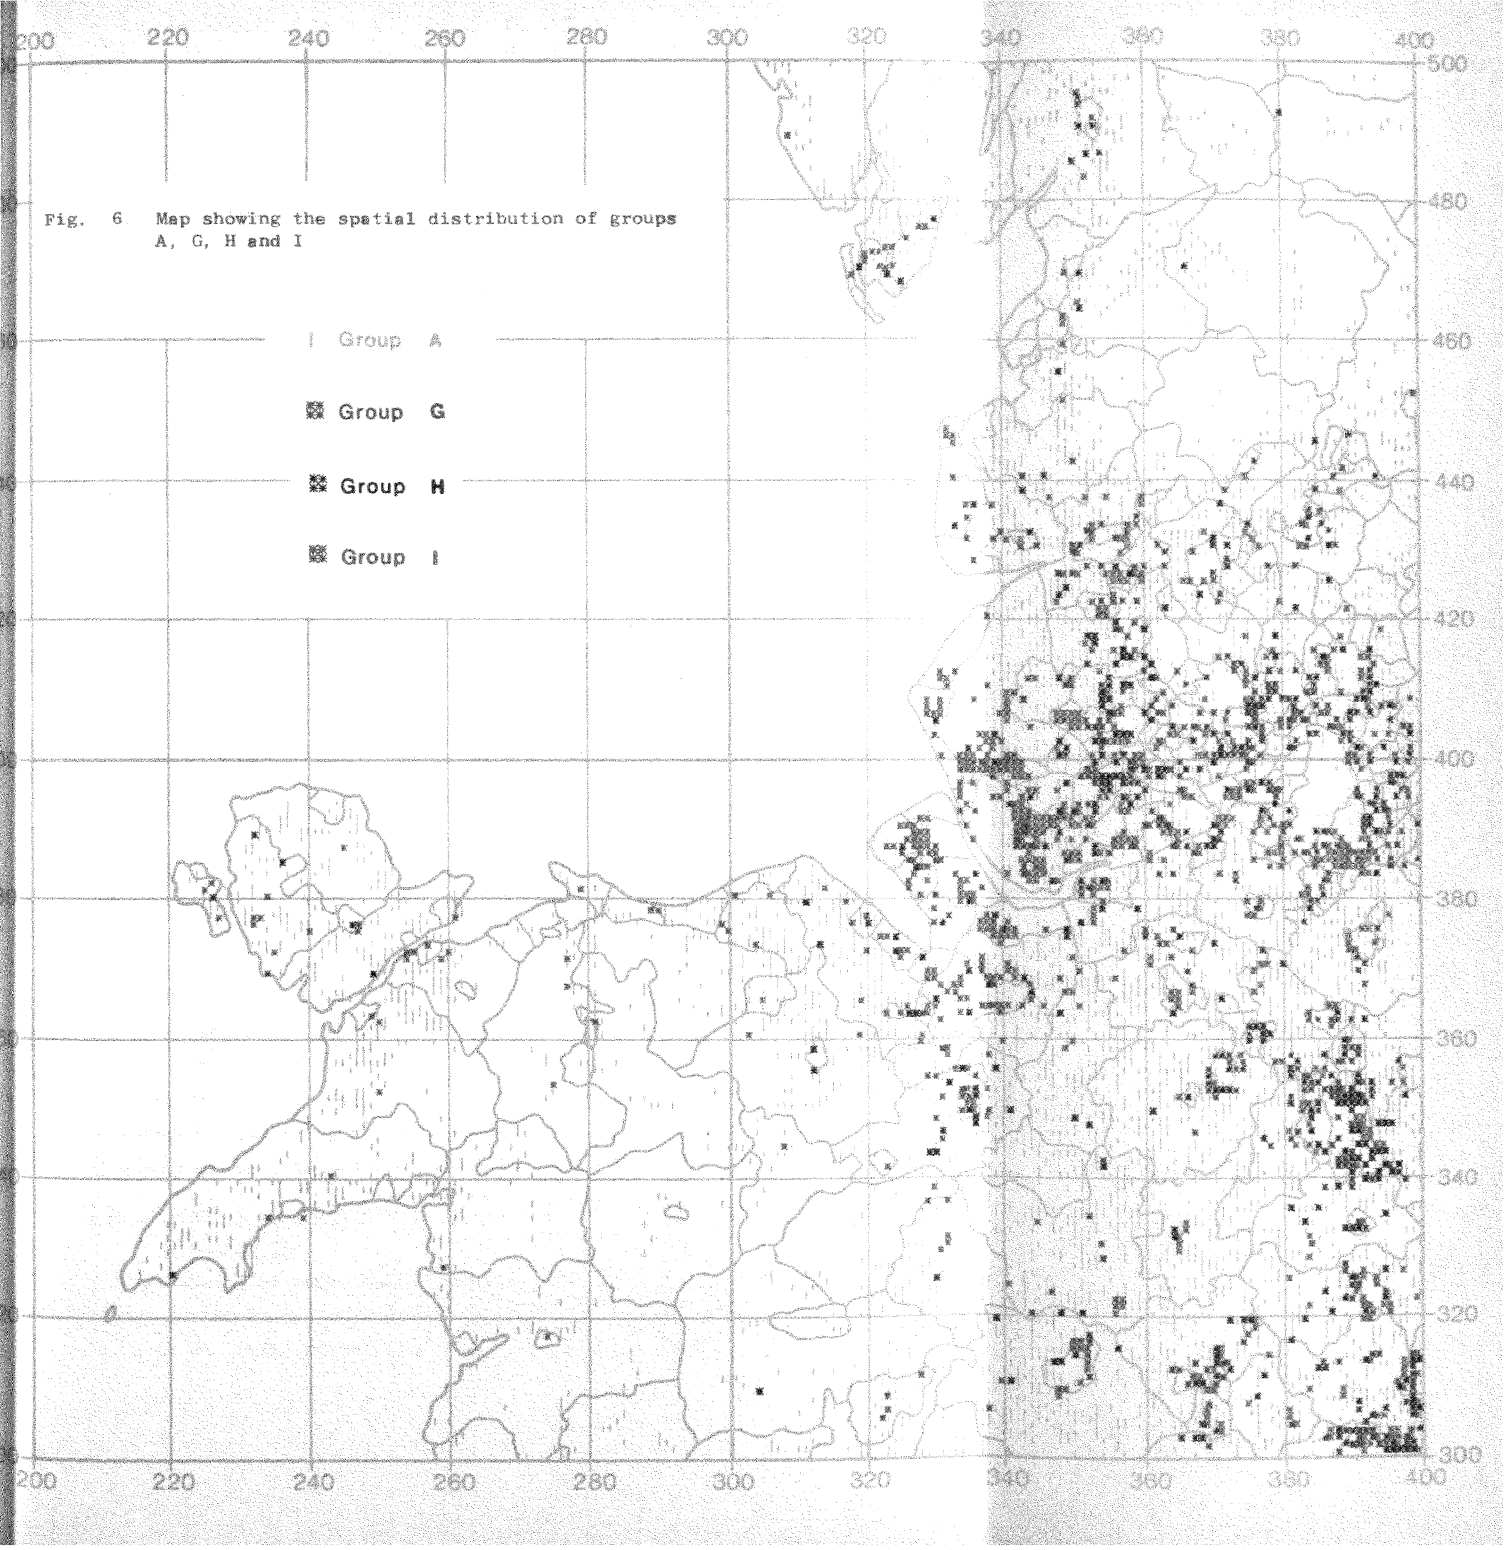 200 220 240 260 280 300 320 340 360 380 400
500
480
Fig. 6 Map showing the spatial distribution of groups
A, G, H and I
I Group A
460
Group G
Group H
440
Group I
420
400
380
360
340
320
300
200 220 240 260 280 300 320 340 360 380 400